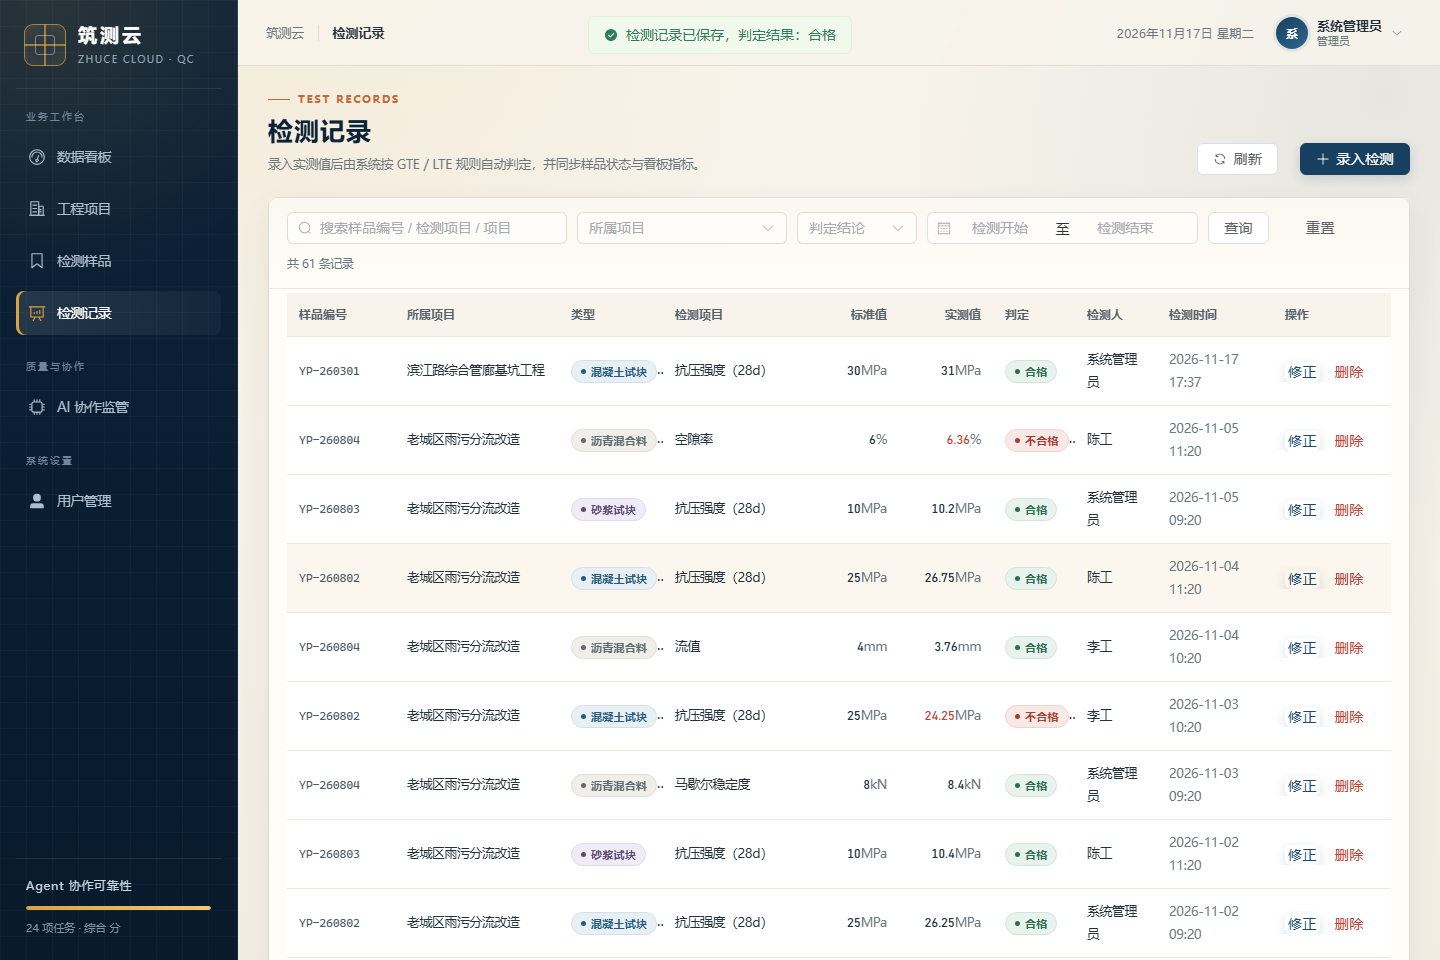 筑测云
ZHUCE CLOUD · QC
业务工作台
数据看板
工程项目
检测样品
检测记录
质量与协作
AI 协作监管
系统设置
用户管理
Agent 协作可靠性
24 项任务 · 综合 分
筑测云 检测记录
检测记录已保存，判定结果：合格
2026年11月17日 星期二
系 系统管理员
管理员
TEST RECORDS
检测记录
录入实测值后由系统按 GTE / LTE 规则自动判定，并同步样品状态与看板指标。
刷新 录入检测
搜索样品编号 / 检测项目 / 项目 所属项目 判定结论 检测开始 至 检测结束 查询 重置
共 61 条记录
样品编号 所属项目 类型 检测项目 标准值 实测值 判定 检测人 检测时间 操作
YP-260301 滨江路综合管廊基坑工程 混凝土试块.. 抗压强度（28d） 30MPa 31MPa 合格 系统管理员 2026-11-17 17:37 修正 删除
YP-260804 老城区雨污分流改造 沥青混合料.. 空隙率 6% 6.36% 不合格.. 陈工 2026-11-05 11:20 修正 删除
YP-260803 老城区雨污分流改造 砂浆试块 抗压强度（28d） 10MPa 10.2MPa 合格 系统管理员 2026-11-05 09:20 修正 删除
YP-260802 老城区雨污分流改造 混凝土试块.. 抗压强度（28d） 25MPa 26.75MPa 合格 陈工 2026-11-04 11:20 修正 删除
YP-260804 老城区雨污分流改造 沥青混合料.. 流值 4mm 3.76mm 合格 李工 2026-11-04 10:20 修正 删除
YP-260802 老城区雨污分流改造 混凝土试块.. 抗压强度（28d） 25MPa 24.25MPa 不合格.. 李工 2026-11-03 10:20 修正 删除
YP-260804 老城区雨污分流改造 沥青混合料.. 马歇尔稳定度 8kN 8.4kN 合格 系统管理员 2026-11-03 09:20 修正 删除
YP-260803 老城区雨污分流改造 砂浆试块 抗压强度（28d） 10MPa 10.4MPa 合格 陈工 2026-11-02 11:20 修正 删除
YP-260802 老城区雨污分流改造 混凝土试块.. 抗压强度（28d） 25MPa 26.25MPa 合格 系统管理员 2026-11-02 09:20 修正 删除